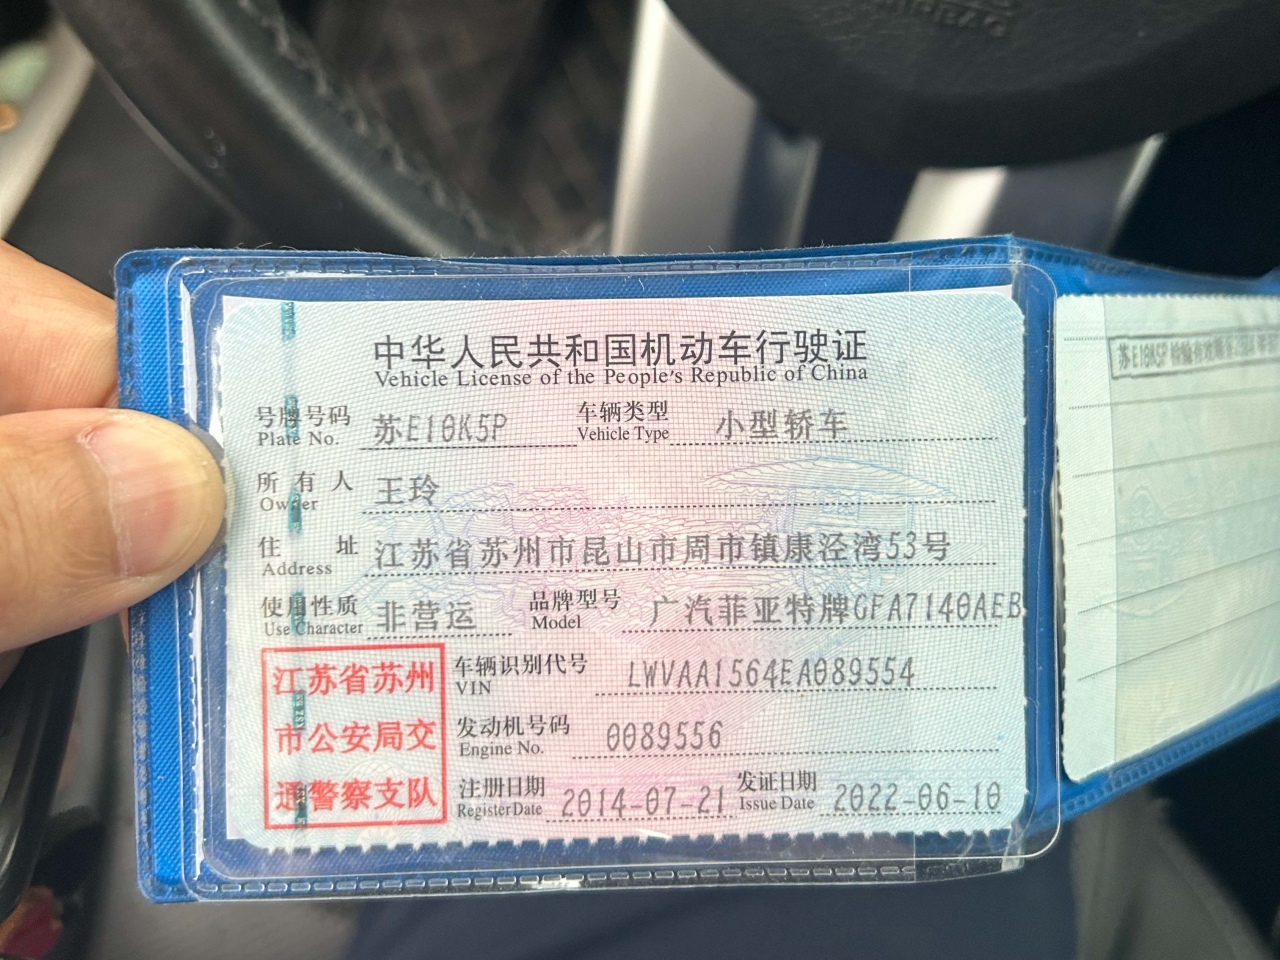 中华人民共和国机动车行驶证
Vehicle License of the People's Republic of China
号牌号码 苏E10K5P 车辆类型 小型轿车
Plate No. Vehicle Type
所有人 王玲
Owner
住址 江苏省苏州市昆山市周市镇康泾湾53号
Address
使用性质 非营运 品牌型号 广汽菲亚特牌GFA7140AEB
Use Character Model
江苏省苏州
市公安局交
通警察支队
车辆识别代号 LWVAA1564EA089554
VIN
发动机号码 0089556
Engine No.
注册日期 2014-07-21 发证日期 2022-06-10
Register Date Issue Date
苏E10K5P